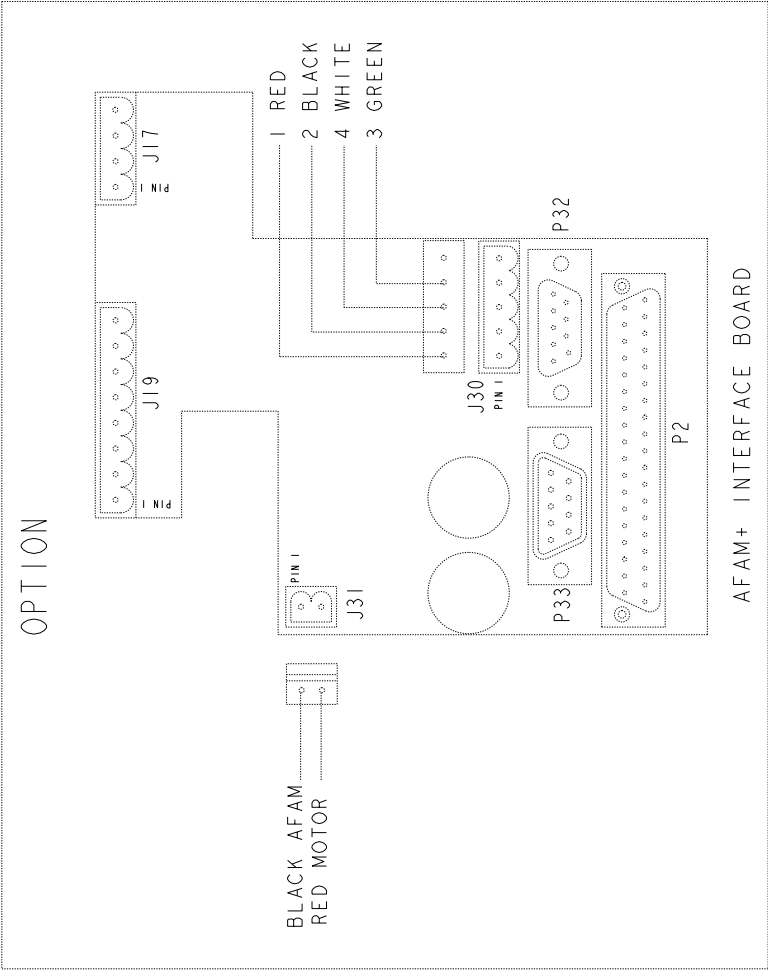 OPTION
J17
PIN 1
J19
PIN 1
1 RED
2 BLACK
4 WHITE
3 GREEN
J30
PIN 1
P32
P33
P2
PIN 1
J31
BLACK AFAM
RED MOTOR
AFAM+ INTERFACE BOARD